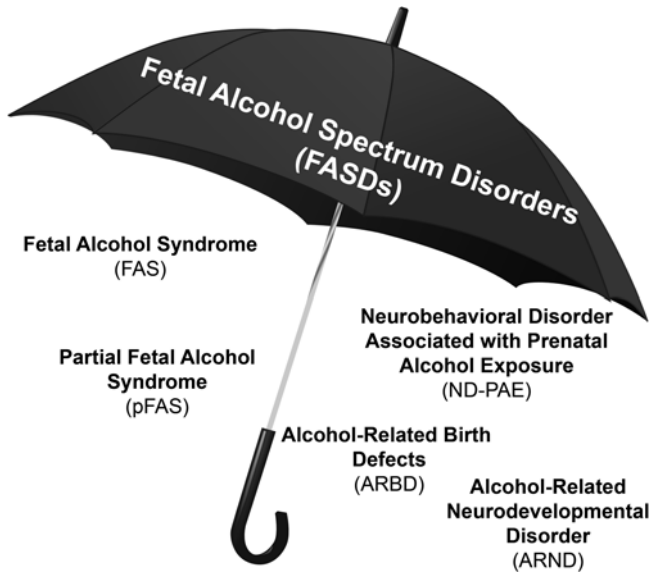 Fetal Alcohol Spectrum Disorders
(FASDs)
Fetal Alcohol Syndrome
(FAS)
Partial Fetal Alcohol
Syndrome
(pFAS)
Neurobehavioral Disorder
Associated with Prenatal
Alcohol Exposure
(ND-PAE)
Alcohol-Related Birth
Defects
(ARBD)
Alcohol-Related
Neurodevelopmental
Disorder
(ARND)